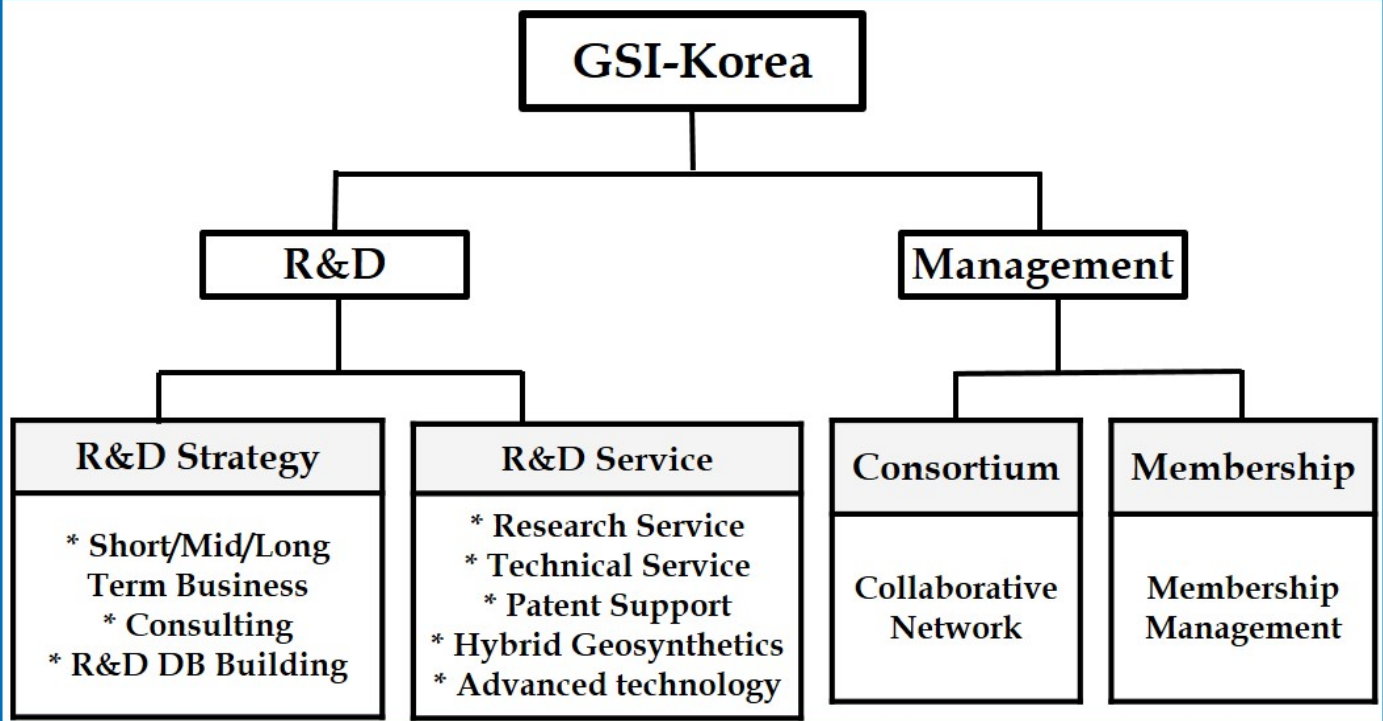 GSI-Korea
R&D
Management
R&D Strategy
* Short/Mid/Long
Term Business
* Consulting
* R&D DB Building
R&D Service
* Research Service
* Technical Service
* Patent Support
* Hybrid Geosynthetics
* Advanced technology
Consortium
Collaborative
Network
Membership
Membership
Management